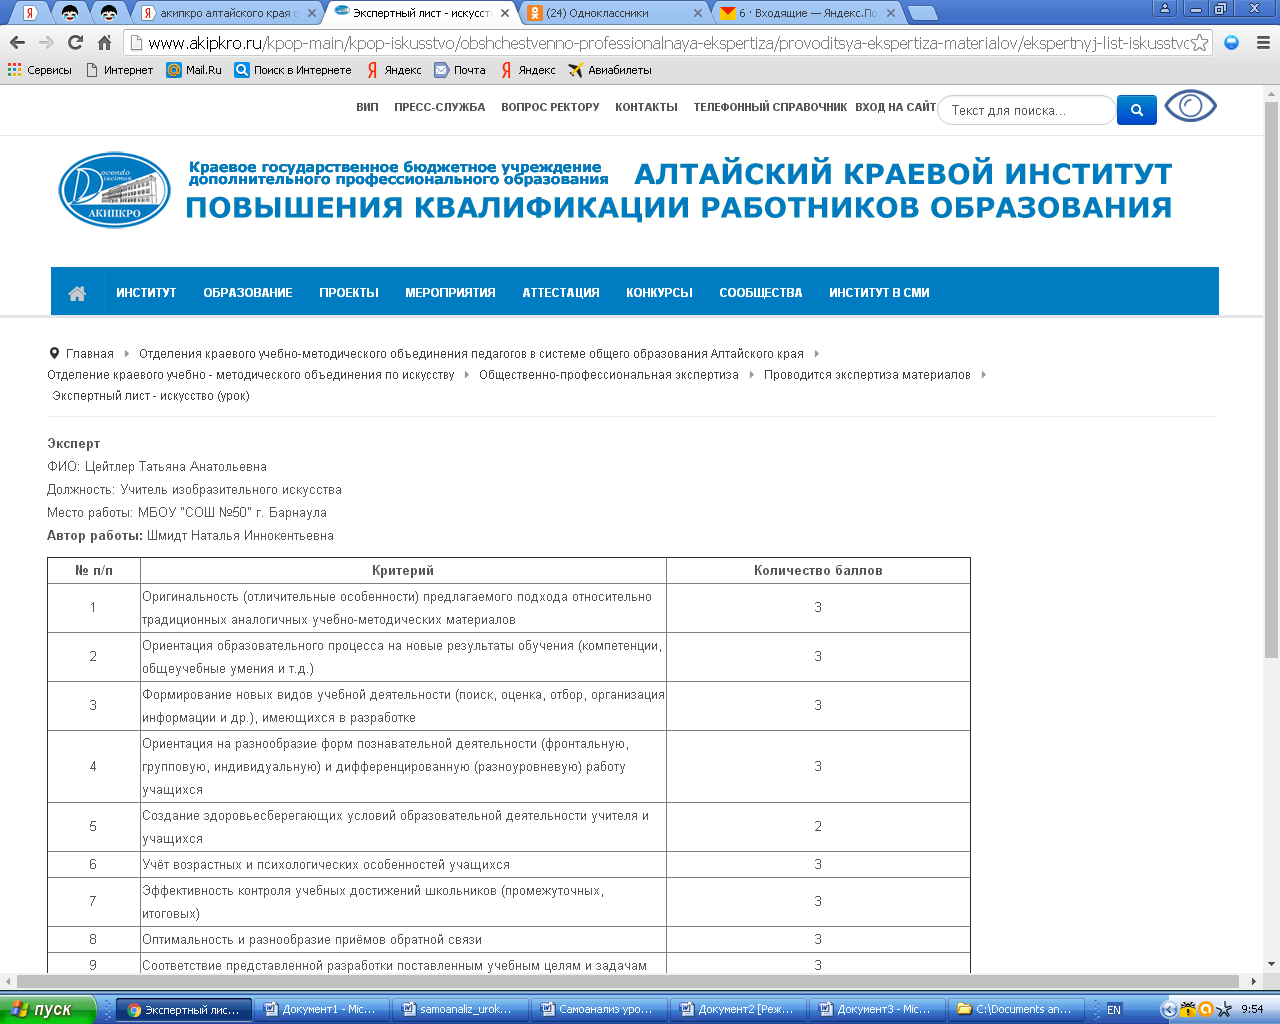 акипкро алтайского края о
Экспертный лист - искусств
(24) Одноклассники
6 · Входящие — Яндекс.По
www.akipkro.ru/kpop-main/kpop-iskusstvo/obshchestvenno-professionalnaya-ekspertiza/provoditsya-ekspertiza-materialov/ekspertnyj-list-iskusstvo
Сервисы Интернет Mail.Ru Поиск в Интернете Яндекс Почта Яндекс Авиабилеты
ВИП ПРЕСС-СЛУЖБА ВОПРОС РЕКТОРУ КОНТАКТЫ ТЕЛЕФОННЫЙ СПРАВОЧНИК ВХОД НА САЙТ Текст для поиска...
Docendo Discimus
АКИПКРО
Краевое государственное бюджетное учреждение
дополнительного профессионального образования
АЛТАЙСКИЙ КРАЕВОЙ ИНСТИТУТ
ПОВЫШЕНИЯ КВАЛИФИКАЦИИ РАБОТНИКОВ ОБРАЗОВАНИЯ
ИНСТИТУТ ОБРАЗОВАНИЕ ПРОЕКТЫ МЕРОПРИЯТИЯ АТТЕСТАЦИЯ КОНКУРСЫ СООБЩЕСТВА ИНСТИТУТ В СМИ
Главная Отделения краевого учебно-методического объединения педагогов в системе общего образования Алтайского края
Отделение краевого учебно - методического объединения по искусству Общественно-профессиональная экспертиза Проводится экспертиза материалов
Экспертный лист - искусство (урок)
Эксперт
ФИО: Цейтлер Татьяна Анатольевна
Должность: Учитель изобразительного искусства
Место работы: МБОУ "СОШ №50" г. Барнаула
Автор работы: Шмидт Наталья Иннокентьевна
№ п/п Критерий Количество баллов
1 Оригинальность (отличительные особенности) предлагаемого подхода относительно
традиционных аналогичных учебно-методических материалов 3
2 Ориентация образовательного процесса на новые результаты обучения (компетенции,
общеучебные умения и т.д.) 3
3 Формирование новых видов учебной деятельности (поиск, оценка, отбор, организация
информации и др.), имеющихся в разработке 3
4 Ориентация на разнообразие форм познавательной деятельности (фронтальную,
групповую, индивидуальную) и дифференцированную (разноуровневую) работу
учащихся 3
5 Создание здоровьесберегающих условий образовательной деятельности учителя и
учащихся 2
6 Учёт возрастных и психологических особенностей учащихся 3
7 Эффективность контроля учебных достижений школьников (промежуточных,
итоговых) 3
8 Оптимальность и разнообразие приёмов обратной связи 3
9 Соответствие представленной разработки поставленным учебным целям и задачам 3
пуск Экспертный лис... Документ1 - Mic... samoanaliz_urok... Самоанализ уро... Документ2 [Реж... Документ3 - Mic... C:\Documents an... EN 9:54